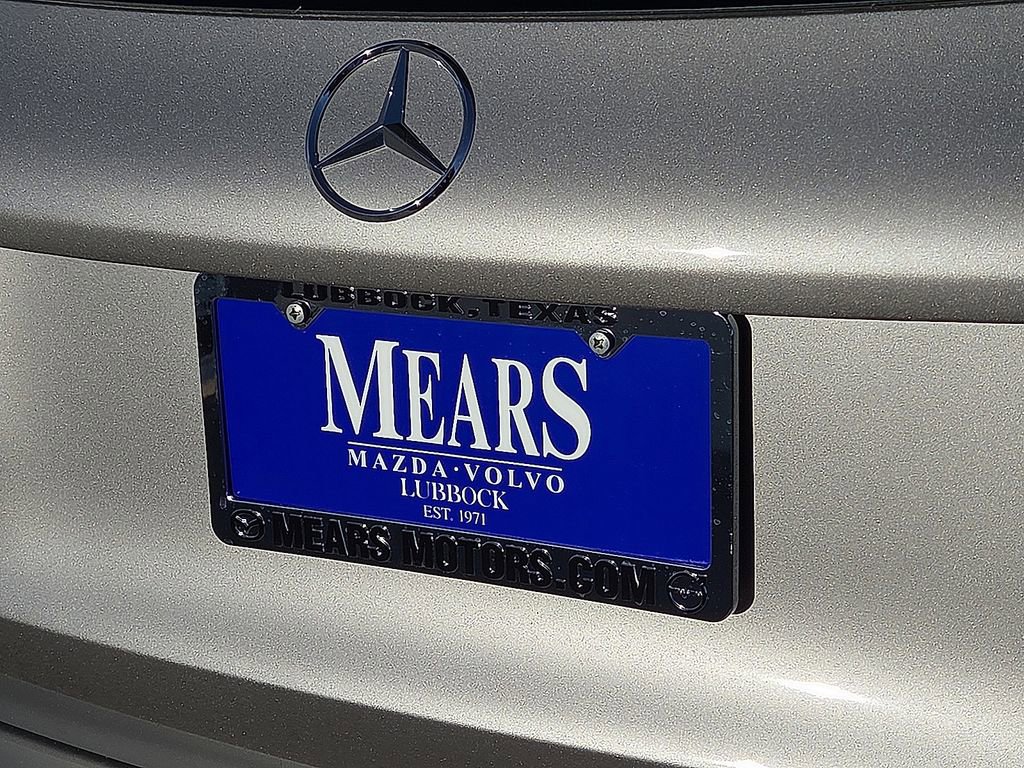 LUBBOCK, TEXAS
MEARS
MAZDA · VOLVO
LUBBOCK
EST. 1971
MEARS MOTORS.COM